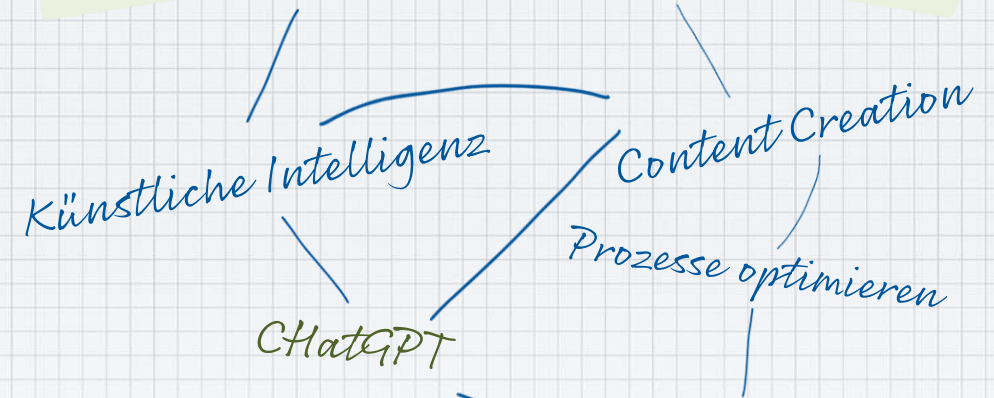 Künstliche Intelligenz
Content Creation
Prozesse optimieren
CHatGPT